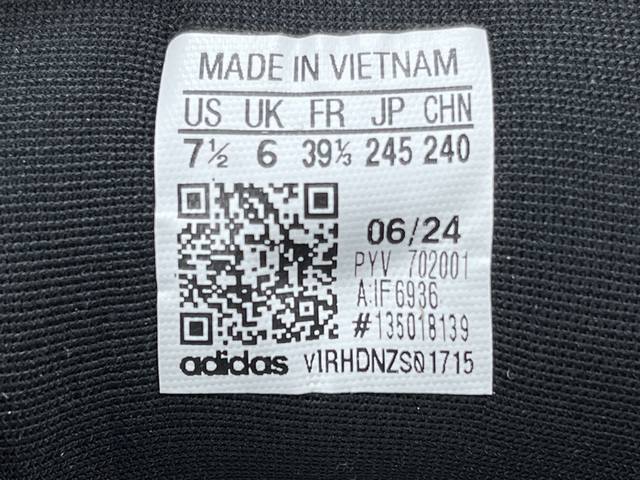 MADE IN VIETNAM
US UK FR JP CHN
7½ 6 39⅓ 245 240
06/24
PYV 702001
A:IF6936
#135018139
adidas VIRHDNZS01715